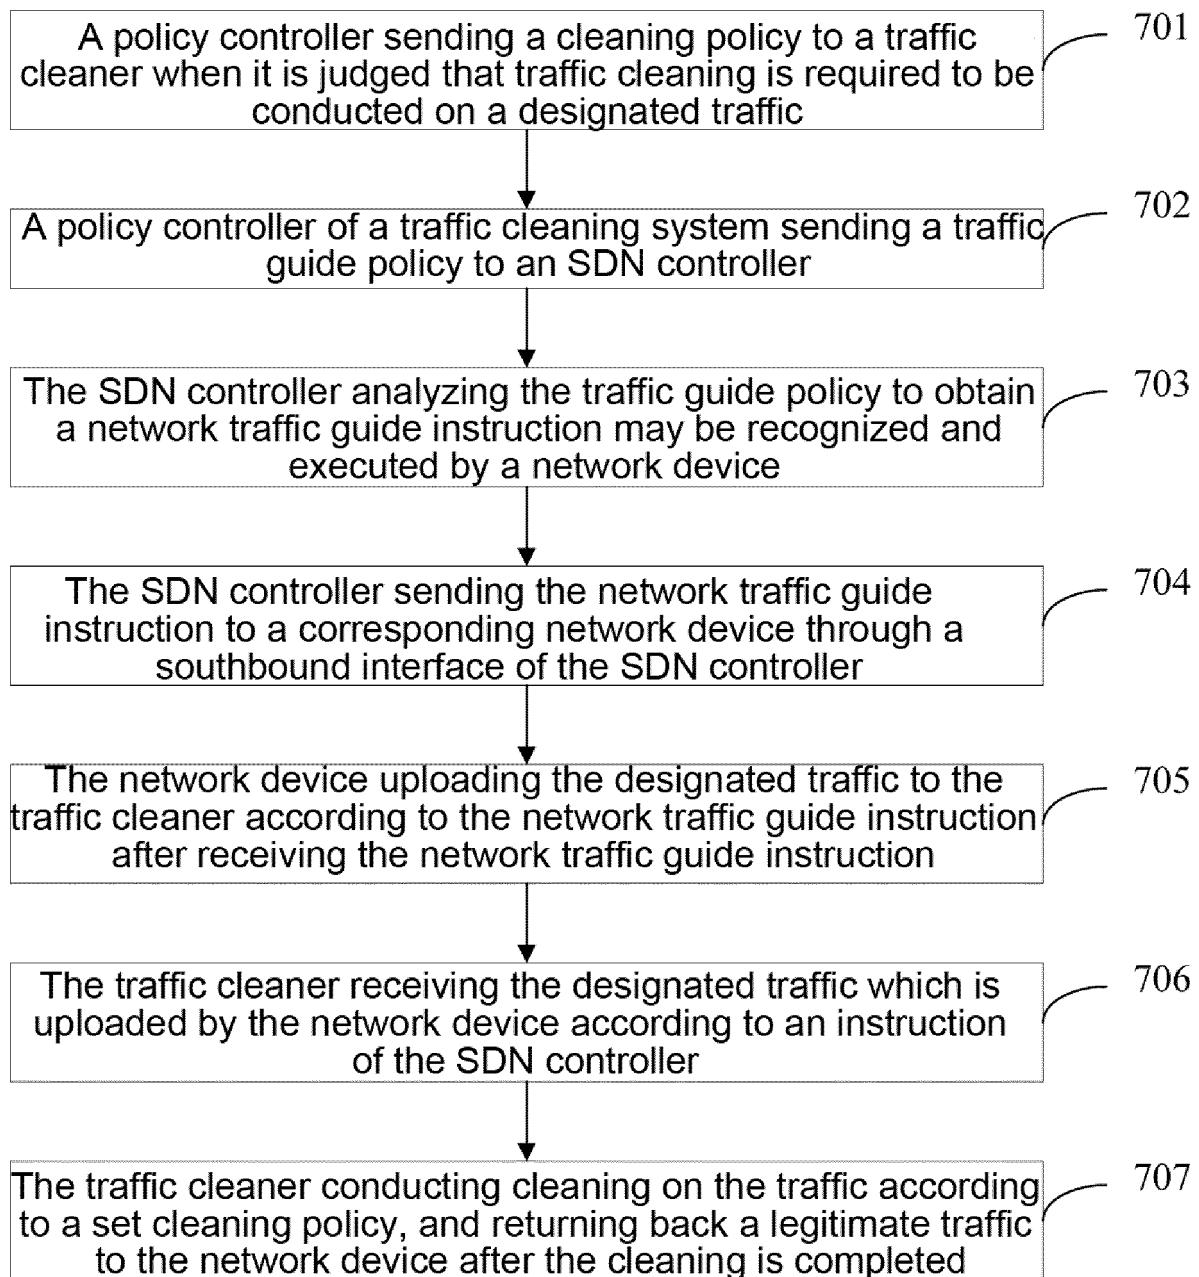 A policy controller sending a cleaning policy to a traffic
cleaner when it is judged that traffic cleaning is required to be
conducted on a designated traffic
701
A policy controller of a traffic cleaning system sending a traffic
guide policy to an SDN controller
702
The SDN controller analyzing the traffic guide policy to obtain
a network traffic guide instruction may be recognized and
executed by a network device
703
The SDN controller sending the network traffic guide
instruction to a corresponding network device through a
southbound interface of the SDN controller
704
The network device uploading the designated traffic to the
traffic cleaner according to the network traffic guide instruction
after receiving the network traffic guide instruction
705
The traffic cleaner receiving the designated traffic which is
uploaded by the network device according to an instruction
of the SDN controller
706
The traffic cleaner conducting cleaning on the traffic according
to a set cleaning policy, and returning back a legitimate traffic
to the network device after the cleaning is completed
707